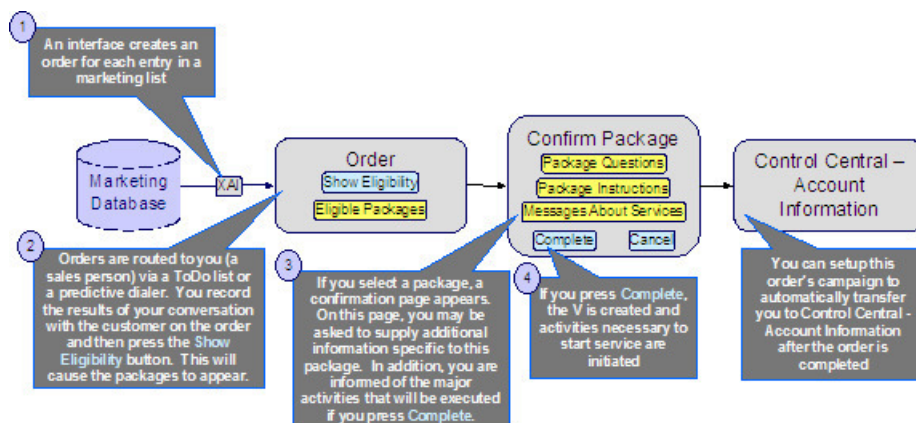 1
An interface creates an
order for each entry in a
marketing list
Marketing
Database
XAI
Order
Show Eligibility
Eligible Packages
Confirm Package
Package Questions
Package Instructions
Messages About Services
Complete
Cancel
Control Central –
Account
Information
2
Orders are routed to you (a
sales person) via a ToDo list or
a predictive dialer. You record
the results of your conversation
with the customer on the order
and then press the Show
Eligibility button. This will
cause the packages to appear.
3
If you select a package, a
confirmation page appears.
On this page, you may be
asked to supply additional
information specific to this
package. In addition, you are
informed of the major
activities that will be executed
if you press Complete.
4
If you press Complete,
the V is created and
activities necessary to
start service are
initiated
You can setup this
order's campaign to
automatically transfer
you to Control Central -
Account Information
after the order is
completed